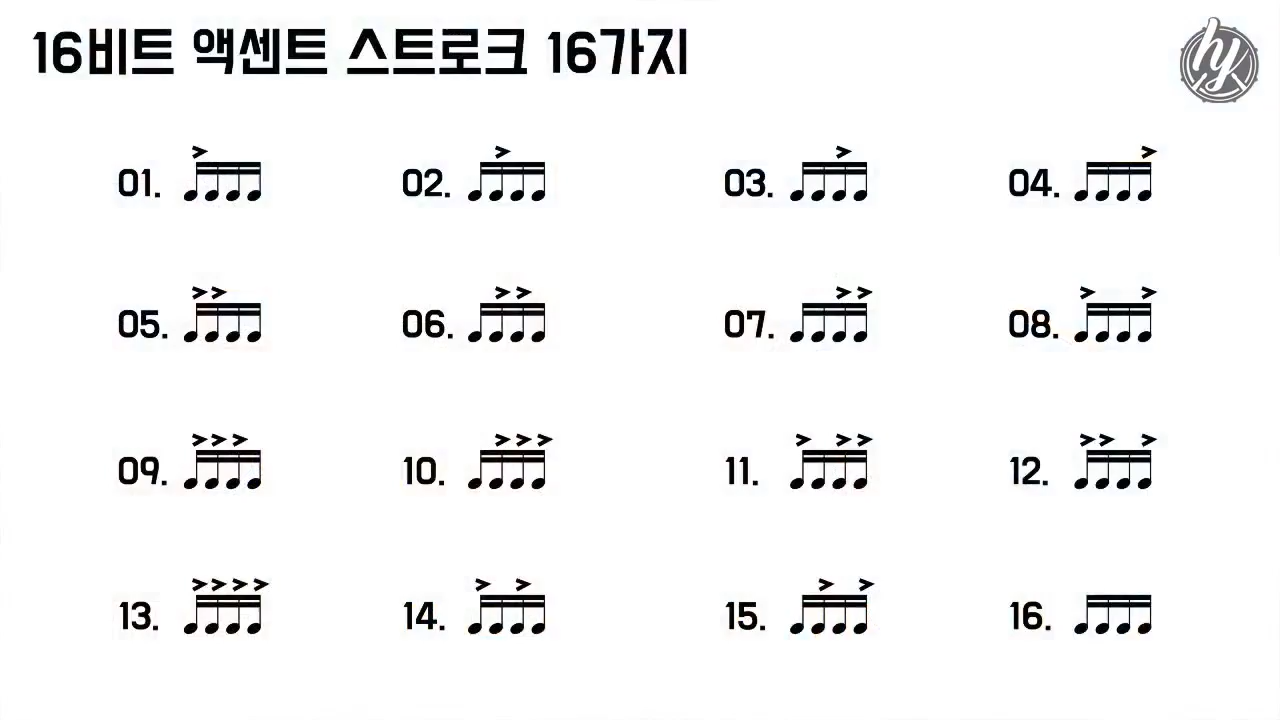 16비트 액센트 스트로크 16가지
hy
01. 02. 03. 04.
05. 06. 07. 08.
09. 10. 11. 12.
13. 14. 15. 16.